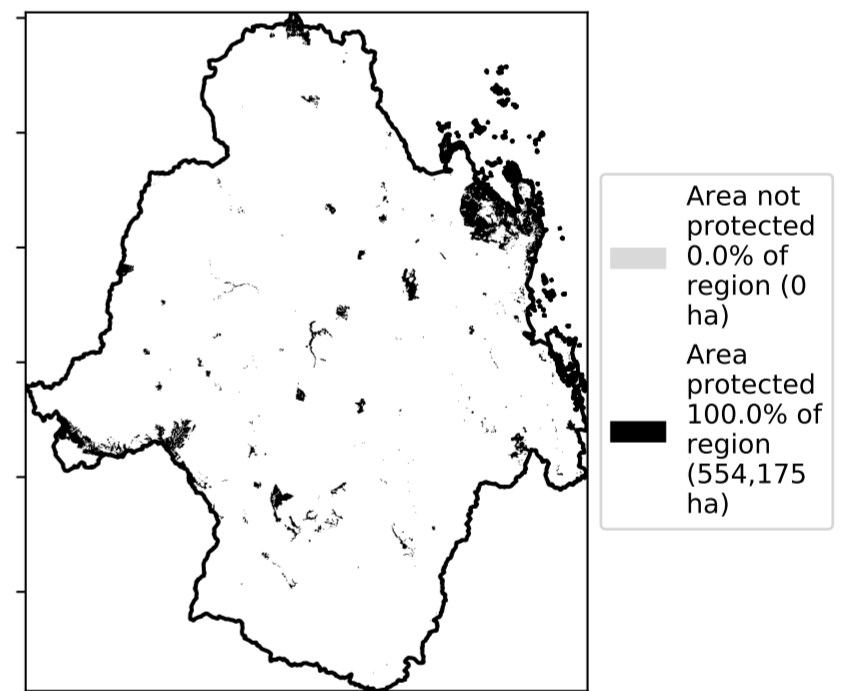 Area not
protected
0.0% of
region (0
ha)
Area
protected
100.0% of
region
(554,175
ha)